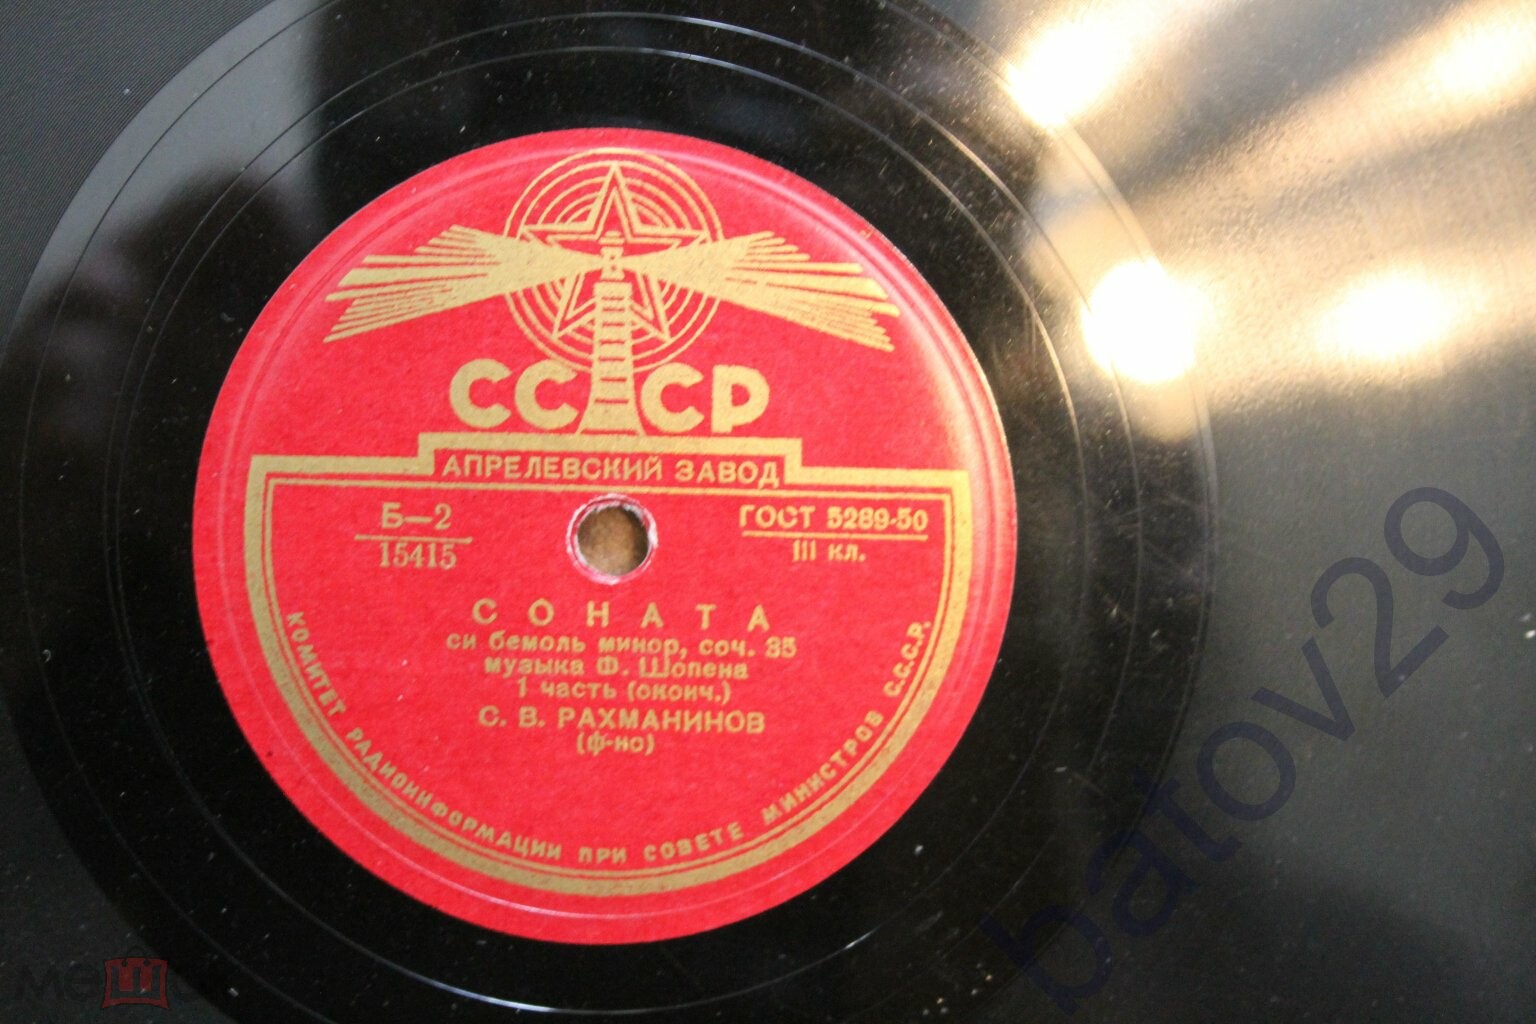 СССР
АПРЕЛЕВСКИЙ ЗАВОД
Б—2
15415
ГОСТ 5289-50
III кл.
СОНАТА
си бемоль минор, соч. 35
музыка Ф. Шопена
1 часть (оконч.)
С. В. РАХМАНИНОВ
(ф-но)
КОМИТЕТ РАДИОИНФОРМАЦИИ ПРИ СОВЕТЕ МИНИСТРОВ С.С.С.Р.
batov29
мешок